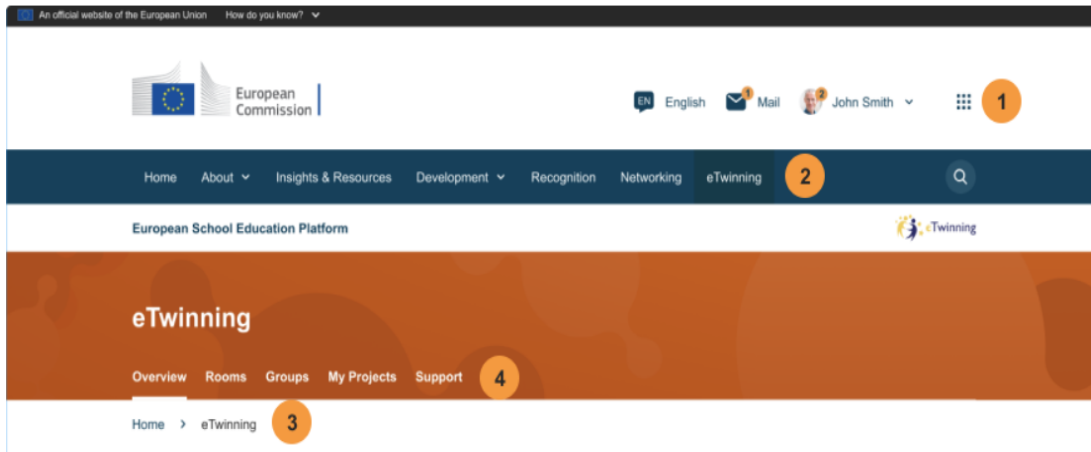 An official website of the European Union How do you know?
European
Commission
EN English 1 Mail 2 John Smith 1
Home About Insights & Resources Development Recognition Networking eTwinning 2
European School Education Platform eTwinning
eTwinning
Overview Rooms Groups My Projects Support 4
Home > eTwinning 3